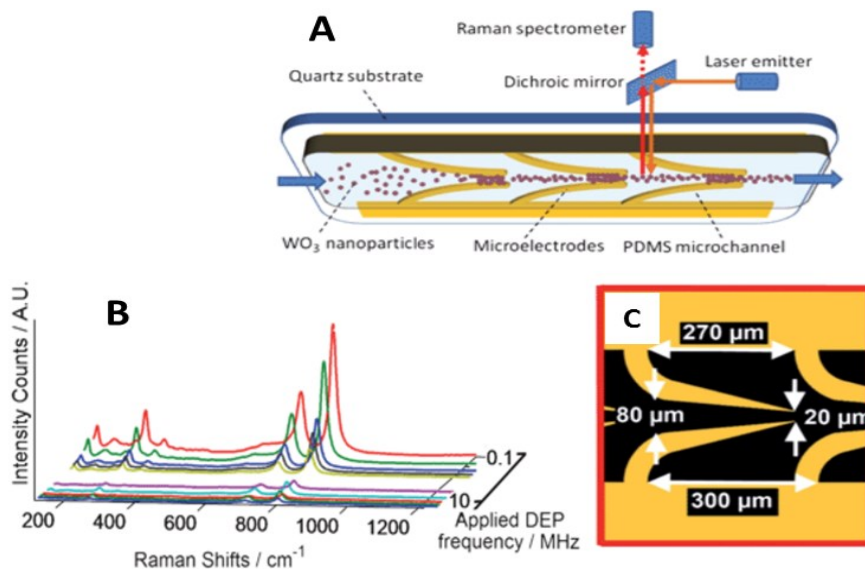 A
Raman spectrometer
Laser emitter
Quartz substrate
Dichroic mirror
WO3 nanoparticles
Microelectrodes
PDMS microchannel
B
Intensity Counts / A.U.
0.1
10
200
400
600
800
1000
1200
Applied DEP
frequency / MHz
Raman Shifts / cm-1
C
270 µm
80 µm
20 µm
300 µm